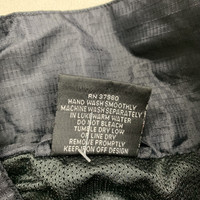 RN 37980
HAND WASH SMOOTHLY
MACHINE WASH SEPARATELY
IN LUKEWARM WATER
DO NOT BLEACH
TUMBLE DRY LOW
OR LINE DRY
REMOVE PROMPTLY
KEEP IRON OFF DESIGN